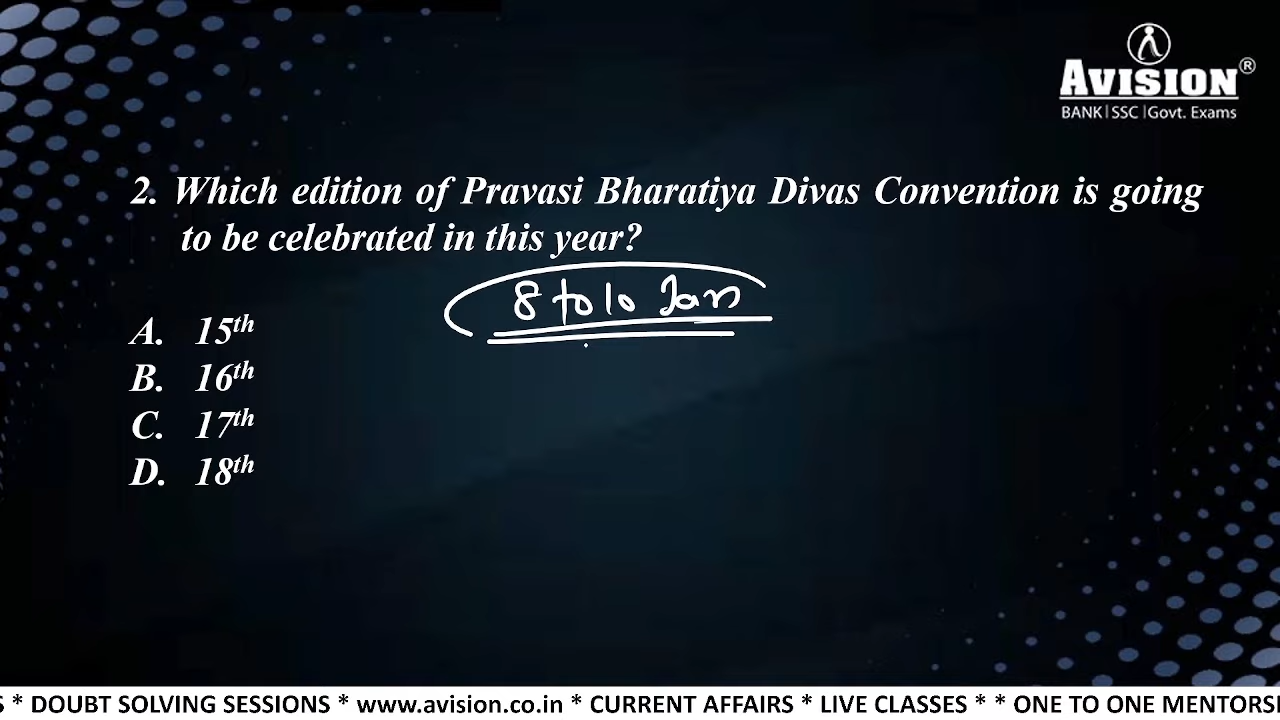 AVISION®
BANK|SSC|Govt. Exams
2. Which edition of Pravasi Bharatiya Divas Convention is going
to be celebrated in this year?
8 to 10 Jan
A. 15th
B. 16th
C. 17th
D. 18th
S * DOUBT SOLVING SESSIONS * www.avision.co.in * CURRENT AFFAIRS * LIVE CLASSES * * ONE TO ONE MENTORS